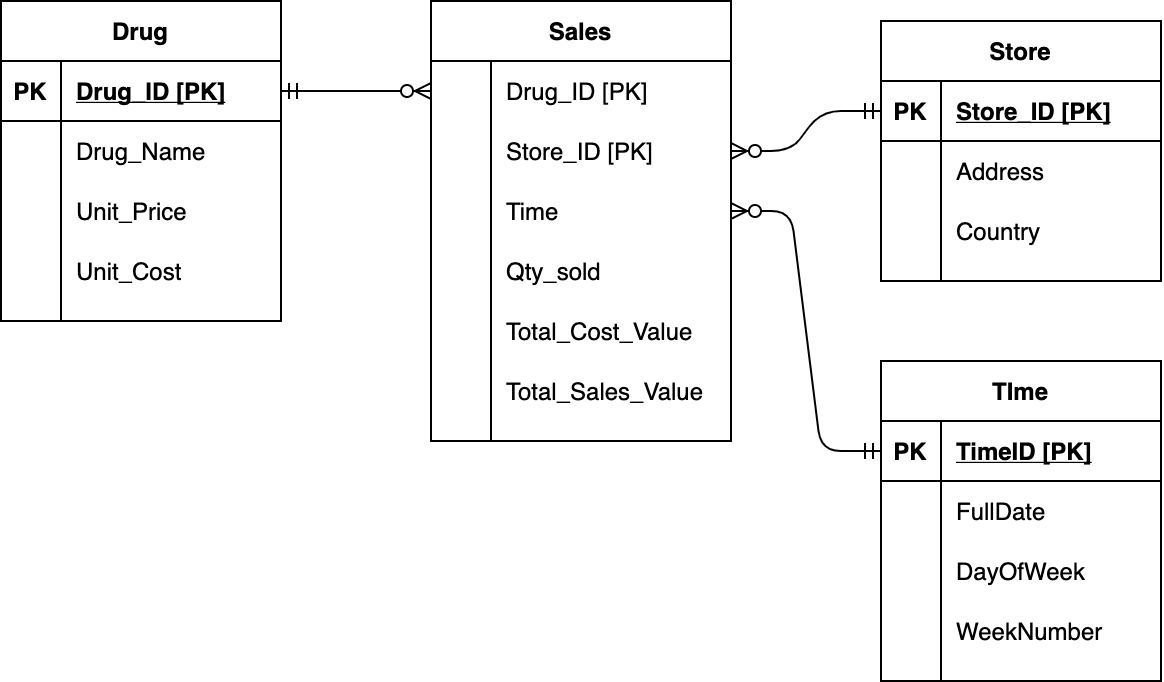 Drug
PK Drug_ID [PK]
Drug_Name
Unit_Price
Unit_Cost
Sales
Drug_ID [PK]
Store_ID [PK]
Time
Qty_sold
Total_Cost_Value
Total_Sales_Value
Store
PK Store_ID [PK]
Address
Country
TIme
PK TimeID [PK]
FullDate
DayOfWeek
WeekNumber